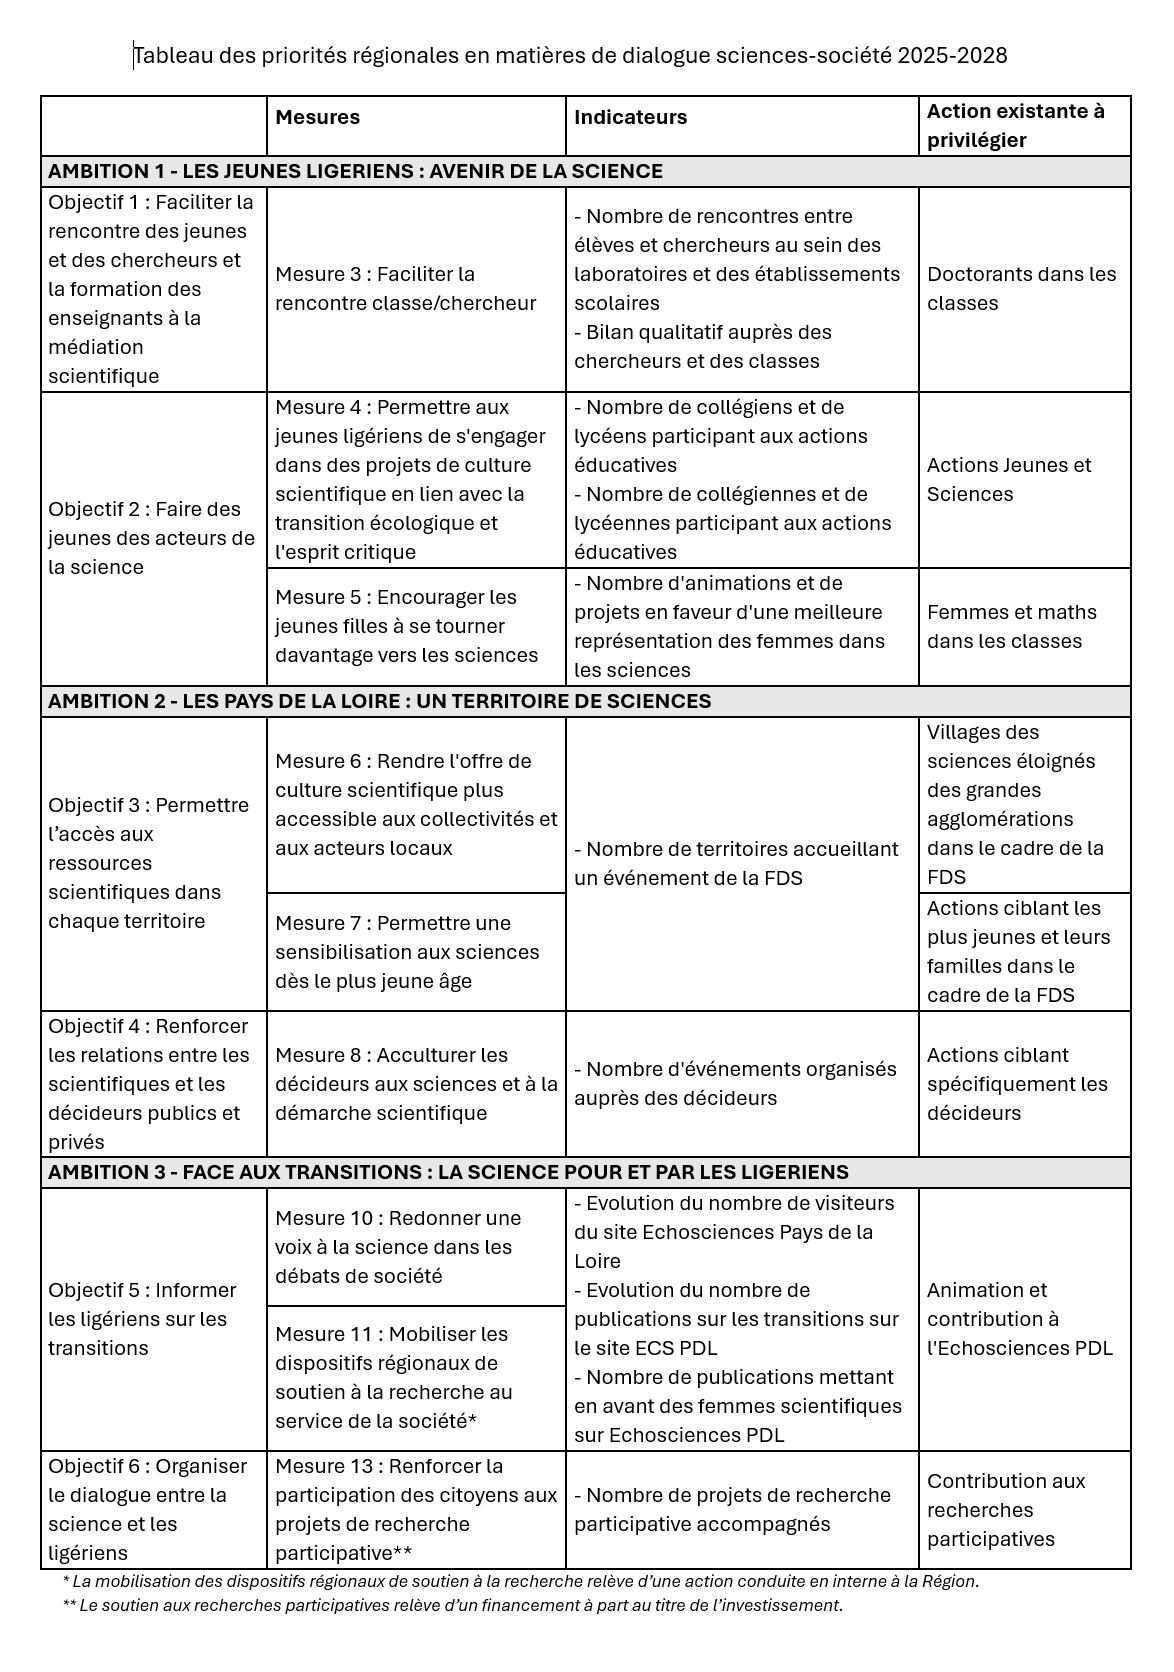 Tableau des priorités régionales en matières de dialogue sciences-société 2025-2028
Mesures
Indicateurs
Action existante à
privilégier
AMBITION 1 - LES JEUNES LIGERIENS : AVENIR DE LA SCIENCE
Objectif 1 : Faciliter la
rencontre des jeunes
et des chercheurs et
la formation des
enseignants à la
médiation
scientifique
Mesure 3 : Faciliter la
rencontre classe/chercheur
- Nombre de rencontres entre
élèves et chercheurs au sein des
laboratoires et des établissements
scolaires
- Bilan qualitatif auprès des
chercheurs et des classes
Doctorants dans les
classes
Objectif 2 : Faire des
jeunes des acteurs de
la science
Mesure 4 : Permettre aux
jeunes ligériens de s'engager
dans des projets de culture
scientifique en lien avec la
transition écologique et
l'esprit critique
- Nombre de collégiens et de
lycéens participant aux actions
éducatives
- Nombre de collégiennes et de
lycéennes participant aux actions
éducatives
Actions Jeunes et
Sciences
Mesure 5 : Encourager les
jeunes filles à se tourner
davantage vers les sciences
- Nombre d'animations et de
projets en faveur d'une meilleure
représentation des femmes dans
les sciences
Femmes et maths
dans les classes
AMBITION 2 - LES PAYS DE LA LOIRE : UN TERRITOIRE DE SCIENCES
Objectif 3 : Permettre
l’accès aux
ressources
scientifiques dans
chaque territoire
Mesure 6 : Rendre l'offre de
culture scientifique plus
accessible aux collectivités et
aux acteurs locaux
- Nombre de territoires accueillant
un événement de la FDS
Villages des
sciences éloignés
des grandes
agglomérations
dans le cadre de la
FDS
Mesure 7 : Permettre une
sensibilisation aux sciences
dès le plus jeune âge
Actions ciblant les
plus jeunes et leurs
familles dans le
cadre de la FDS
Objectif 4 : Renforcer
les relations entre les
scientifiques et les
décideurs publics et
privés
Mesure 8 : Acculturer les
décideurs aux sciences et à la
démarche scientifique
- Nombre d'événements organisés
auprès des décideurs
Actions ciblant
spécifiquement les
décideurs
AMBITION 3 - FACE AUX TRANSITIONS : LA SCIENCE POUR ET PAR LES LIGERIENS
Objectif 5 : Informer
les ligériens sur les
transitions
Mesure 10 : Redonner une
voix à la science dans les
débats de société
Mesure 11 : Mobiliser les
dispositifs régionaux de
soutien à la recherche au
service de la société*
- Evolution du nombre de visiteurs
du site Echosciences Pays de la
Loire
- Evolution du nombre de
publications sur les transitions sur
le site ECS PDL
- Nombre de publications mettant
en avant des femmes scientifiques
sur Echosciences PDL
Animation et
contribution à
l'Echosciences PDL
Objectif 6 : Organiser
le dialogue entre la
science et les
ligériens
Mesure 13 : Renforcer la
participation des citoyens aux
projets de recherche
participative**
- Nombre de projets de recherche
participative accompagnés
Contribution aux
recherches
participatives
* La mobilisation des dispositifs régionaux de soutien à la recherche relève d’une action conduite en interne à la Région.
** Le soutien aux recherches participatives relève d’un financement à part au titre de l’investissement.